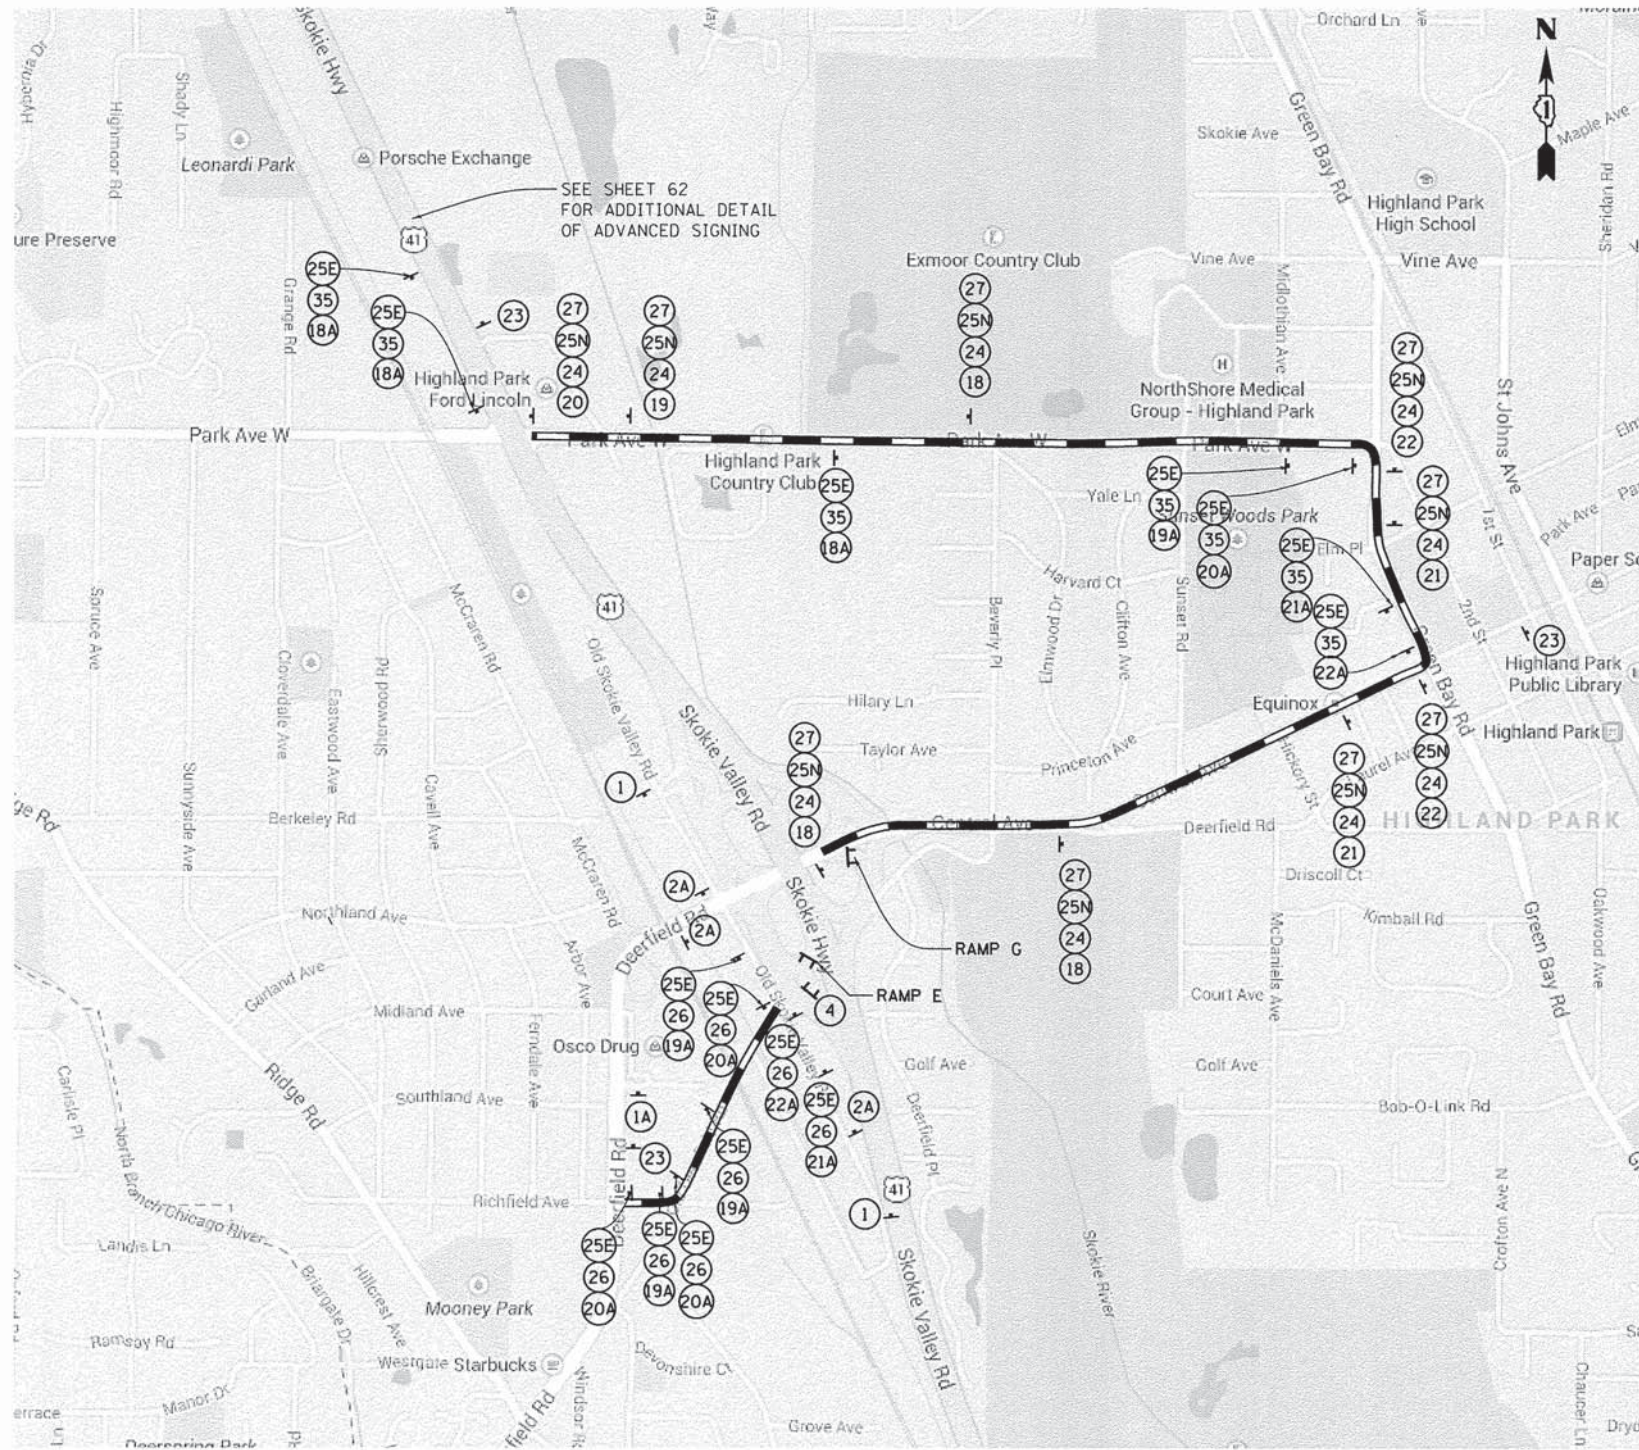 Orchard Ln
N
Skokie Hwy
Shady Ln
Highmoor Rd
Leonardi Park
Porsche Exchange
Green Bay Rd
Skokie Ave
1
Maple Ave
Sheridan Rd
SEE SHEET 62
FOR ADDITIONAL DETAIL
OF ADVANCED SIGNING
Highland Park
High School
ure Preserve
41
Exmoor Country Club
Vine Ave
Vine Ave
Midlothian Ave
Grange Rd
25E
35
18A
25E
35
18A
23
27
25N
24
20
27
25N
24
19
27
25N
24
18
27
25N
24
22
Highland Park
Ford Lincoln
NorthShore Medical
Group - Highland Park
H
St Johns Ave
Park Ave W
Park Ave W
Park Ave W
Park Ave W
Highland Park
Country Club
25E
35
18A
Yale Ln
25E
35
19A
25E
35
20A
Sunset Woods Park
27
25N
24
21
1st St
Park Ave
Elm Pl
25E
35
21A
25E
35
22A
Spruce Ave
McCraren Rd
41
Harvard Ct
Sunset Rd
Beverly Pl
Elmwood Dr
Clifton Ave
2nd St
23
Highland Park
Public Library
Old Skokie Valley Rd
Cloverdale Ave
Eastwood Ave
Sherwood Rd
Hilary Ln
Equinox
Green Bay Rd
Highland Park
Skokie Valley Rd
Taylor Ave
Princeton Ave
Central Ave
Hickory St
Laurel Ave
27
25N
24
18
27
25N
24
21
27
25N
24
22
Sunnyside Ave
Cavell Ave
1
Berkeley Rd
Central Ave
Deerfield Rd
HIGHLAND PARK
McCraren Rd
Driscoll Ct
Northland Ave
2A
2A
Deerfield Rd
Skokie Hwy
27
25N
24
18
Kimball Rd
McDaniels Ave
Green Bay Rd
Oakwood Ave
RAMP G
RAMP E
Garland Ave
Arbor Ave
Midland Ave
Ferndale Ave
25E
26
19A
25E
26
20A
4
Court Ave
Osco Drug
25E
26
22A
25E
26
21A
2A
Golf Ave
Golf Ave
Carlisle Pl
Ridge Rd
Southland Ave
1A
Deerfield Pl
Bob-O-Link Rd
23
Deerfield Rd
25E
26
19A
North Branch Chicago River
Richfield Ave
41
1
Landis Ln
25E
26
20A
25E
26
19A
25E
26
20A
Skokie River
Crofton Ave N
Briargate Dr
Hillcrest Ave
Mooney Park
Skokie Valley Rd
Ramsay Rd
Westgate
Starbucks
Devonshire Ct
Windsor Rd
Manor Dr
errace
field Rd
Grove Ave
Chaucer Ln
Deerspring Park